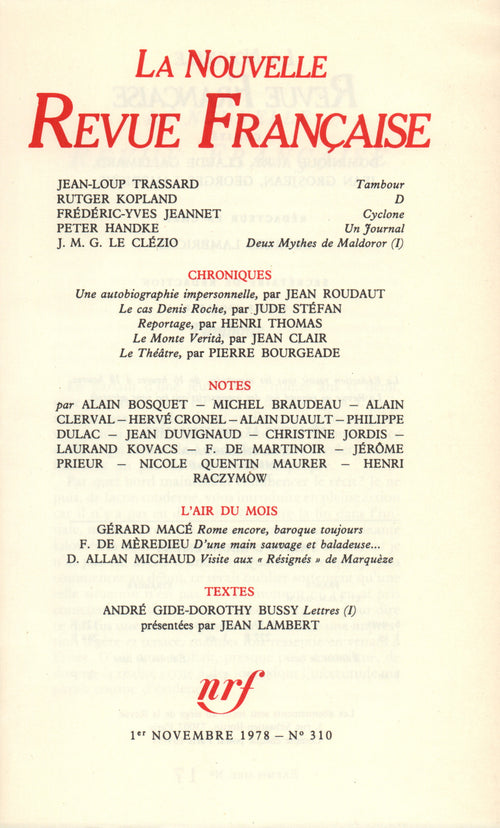 LA NOUVELLE
REVUE FRANÇAISE
JEAN-LOUP TRASSARD Tambour
RUTGER KOPLAND D
FRÉDÉRIC-YVES JEANNET Cyclone
PETER HANDKE Un Journal
J. M. G. LE CLÉZIO Deux Mythes de Maldoror (I)
CHRONIQUES
Une autobiographie impersonnelle, par JEAN ROUDAUT
Le cas Denis Roche, par JUDE STÉFAN
Reportage, par HENRI THOMAS
Le Monte Verità, par JEAN CLAIR
Le Théâtre, par PIERRE BOURGEADE
NOTES
par ALAIN BOSQUET – MICHEL BRAUDEAU – ALAIN
CLERVAL – HERVÉ CRONEL – ALAIN DUAULT – PHILIPPE
DULAC – JEAN DUVIGNAUD – CHRISTINE JORDIS –
LAURAND KOVACS – F. DE MARTINOIR – JÉRÔME
PRIEUR – NICOLE QUENTIN MAURER – HENRI
RACZYMÒW
L'AIR DU MOIS
GÉRARD MACÉ Rome encore, baroque toujours
F. DE MÈREDIEU D'une main sauvage et baladeuse...
D. ALLAN MICHAUD Visite aux « Résignés » de Marquèze
TEXTES
ANDRÉ GIDE-DOROTHY BUSSY Lettres (I)
présentées par JEAN LAMBERT
nrf
1er NOVEMBRE 1978 – No 310